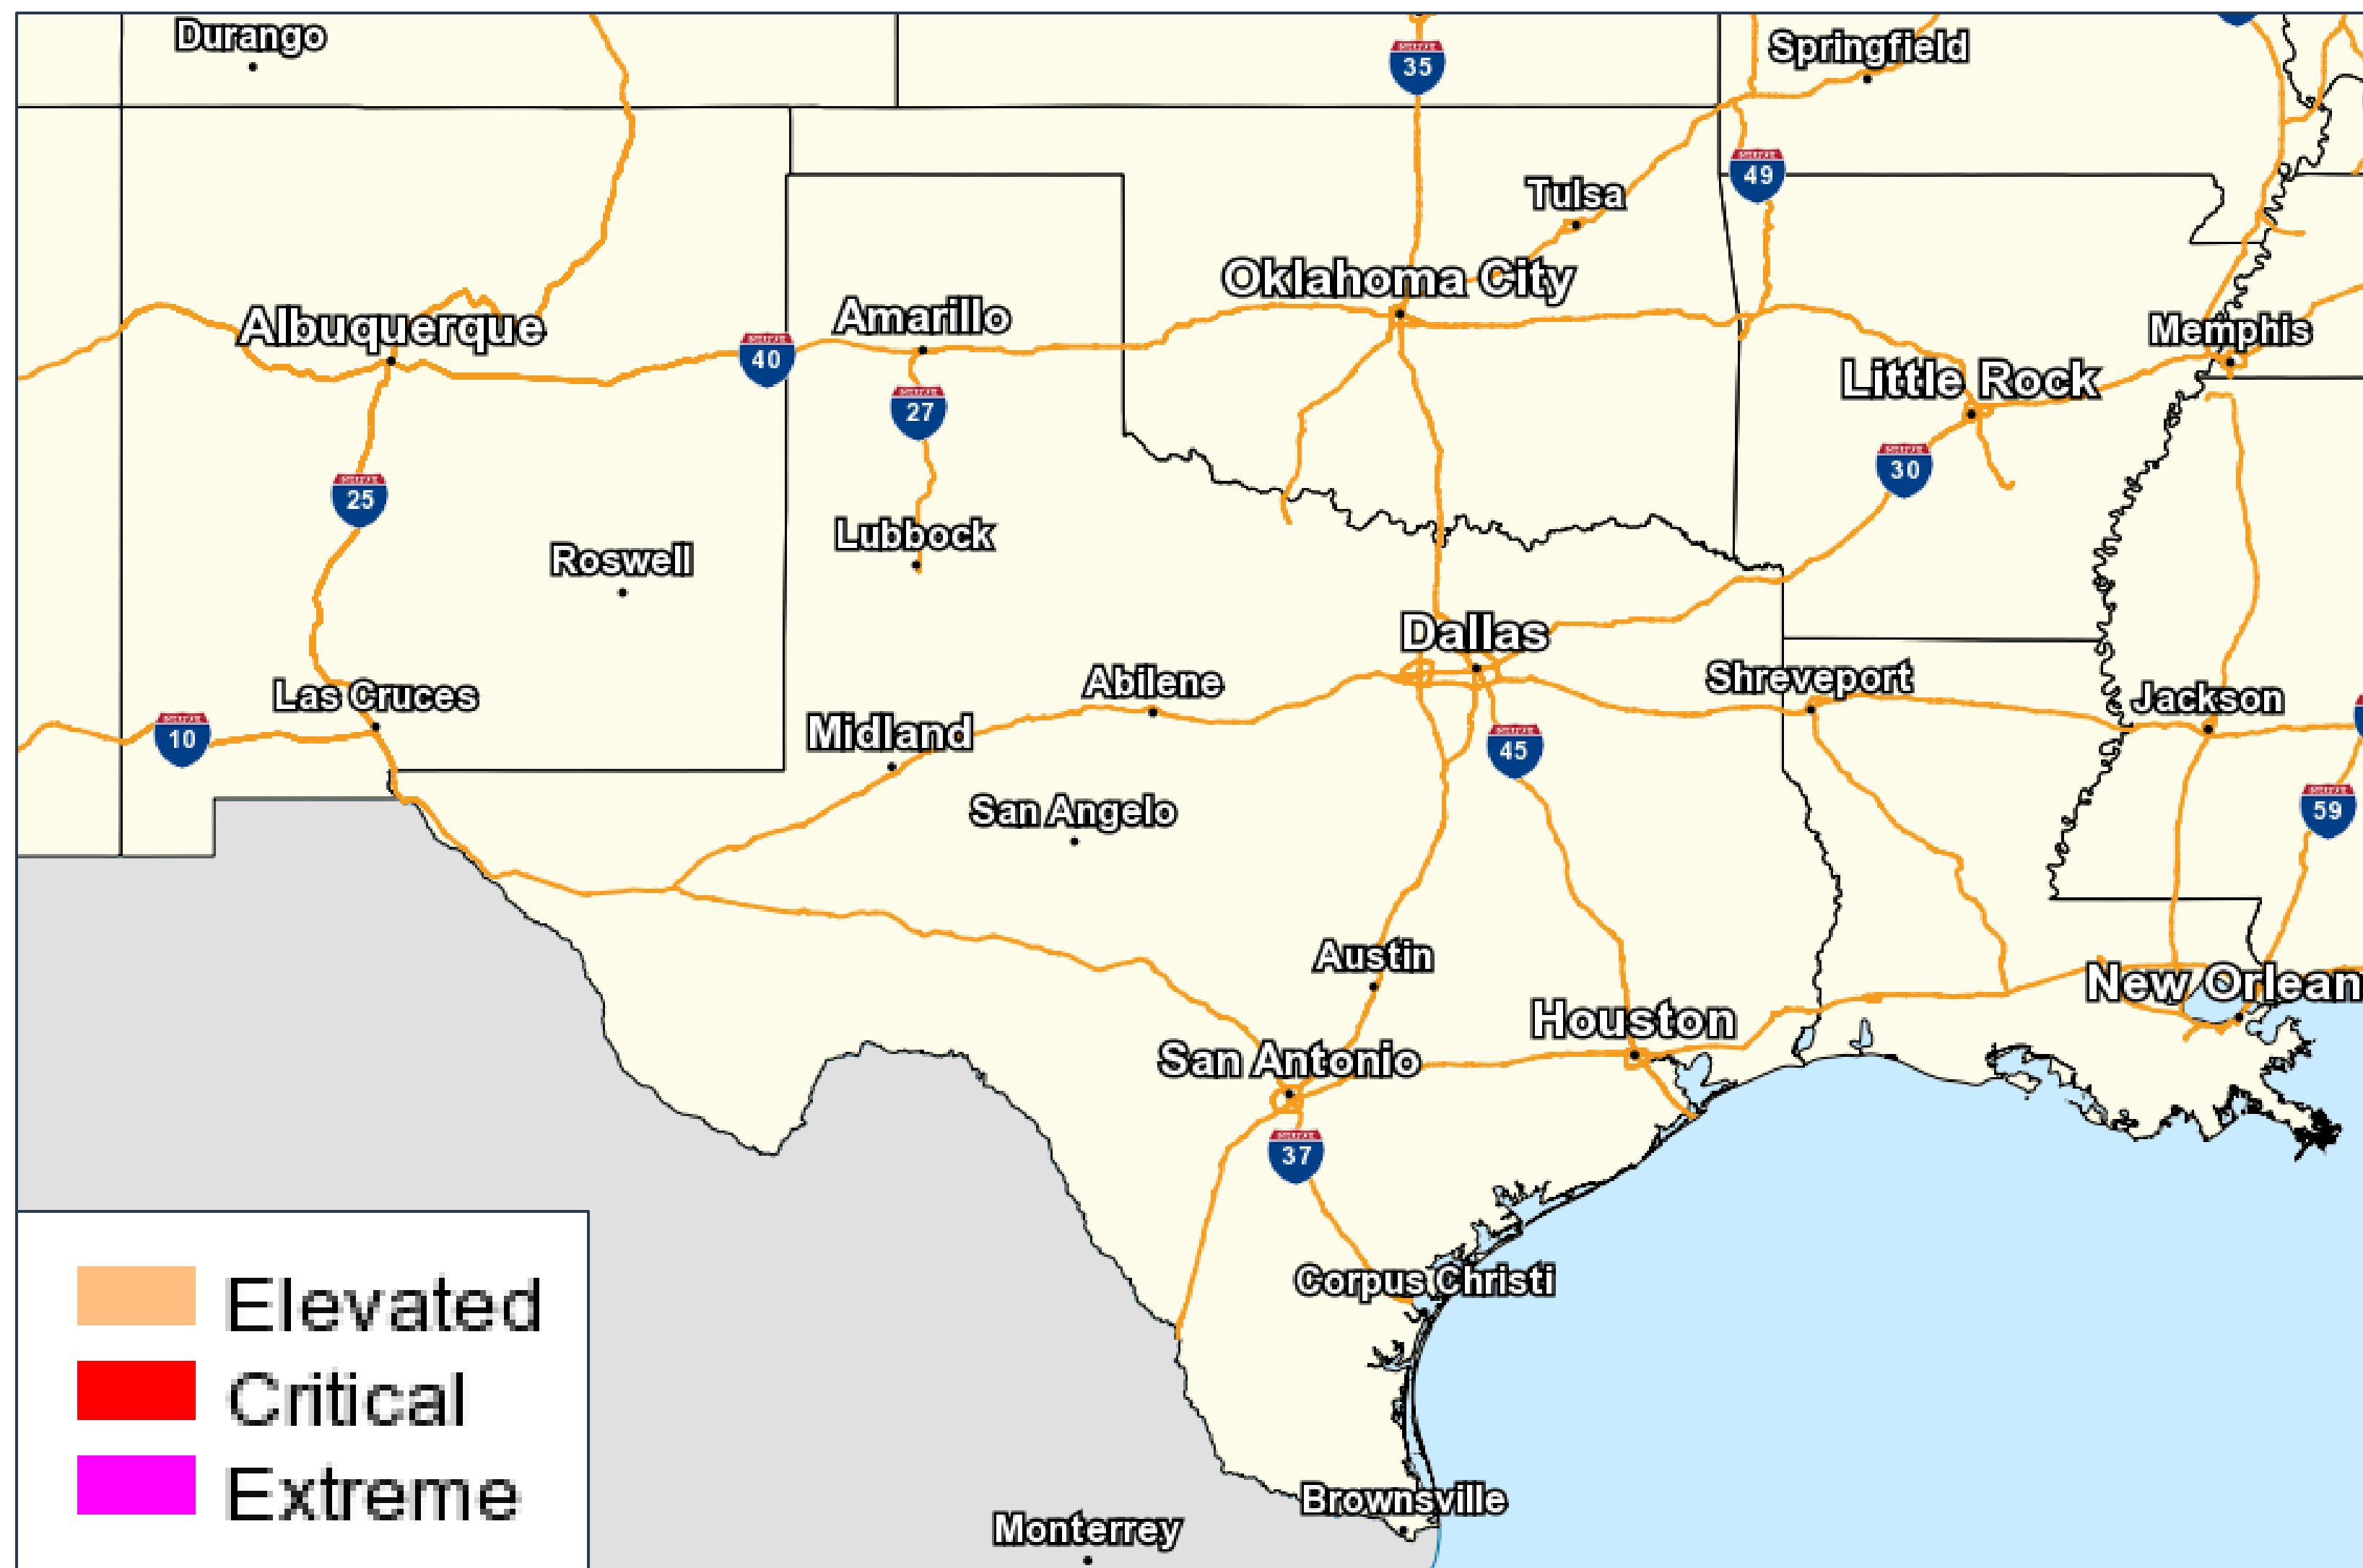 Durango
35
Springfield
49
Tulsa
Oklahoma City
Albuquerque
Amarillo
40
Memphis
27
Little Rock
25
30
Lubbock
Roswell
Dallas
Abilene
Shreveport
Las Cruces
Jackson
10
Midland
45
San Angelo
59
Austin
New Orlean
Houston
San Antonio
37
Corpus Christi
Elevated
Critical
Extreme
Brownsville
Monterrey